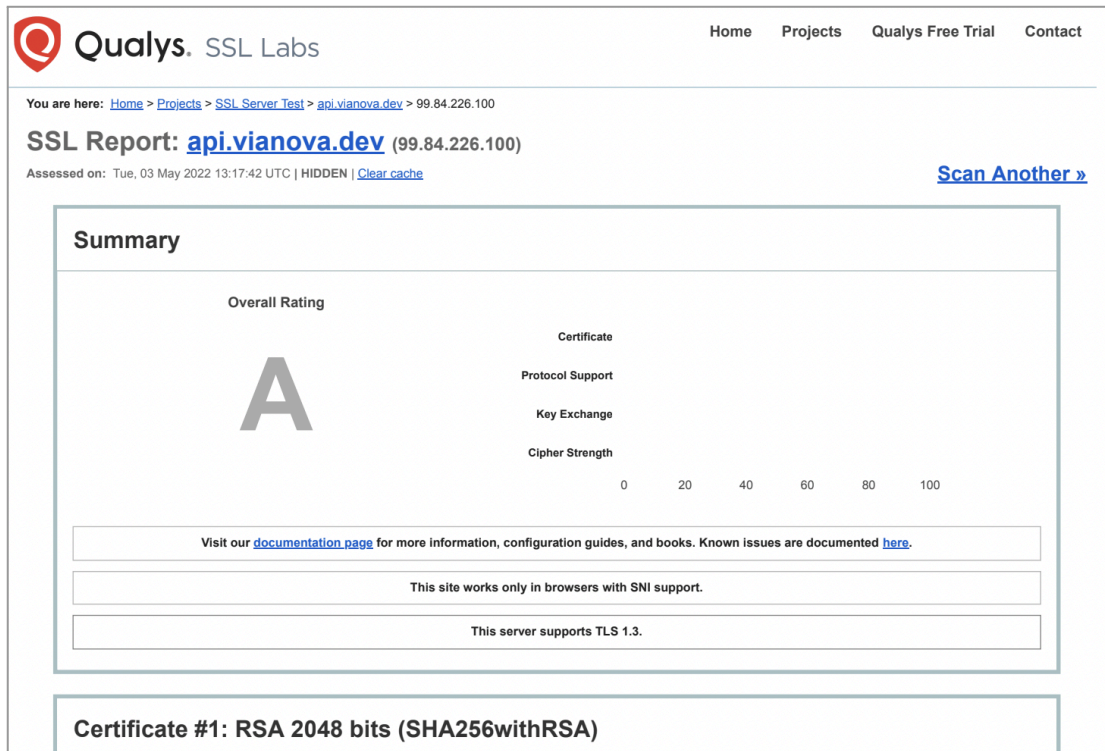 Qualys. SSL Labs
Home Projects Qualys Free Trial Contact
You are here: Home > Projects > SSL Server Test > api.vianova.dev > 99.84.226.100
SSL Report: api.vianova.dev (99.84.226.100)
Assessed on: Tue, 03 May 2022 13:17:42 UTC | HIDDEN | Clear cache
Scan Another »
Summary
Overall Rating
A
Certificate
Protocol Support
Key Exchange
Cipher Strength
0 20 40 60 80 100
Visit our documentation page for more information, configuration guides, and books. Known issues are documented here.
This site works only in browsers with SNI support.
This server supports TLS 1.3.
Certificate #1: RSA 2048 bits (SHA256withRSA)